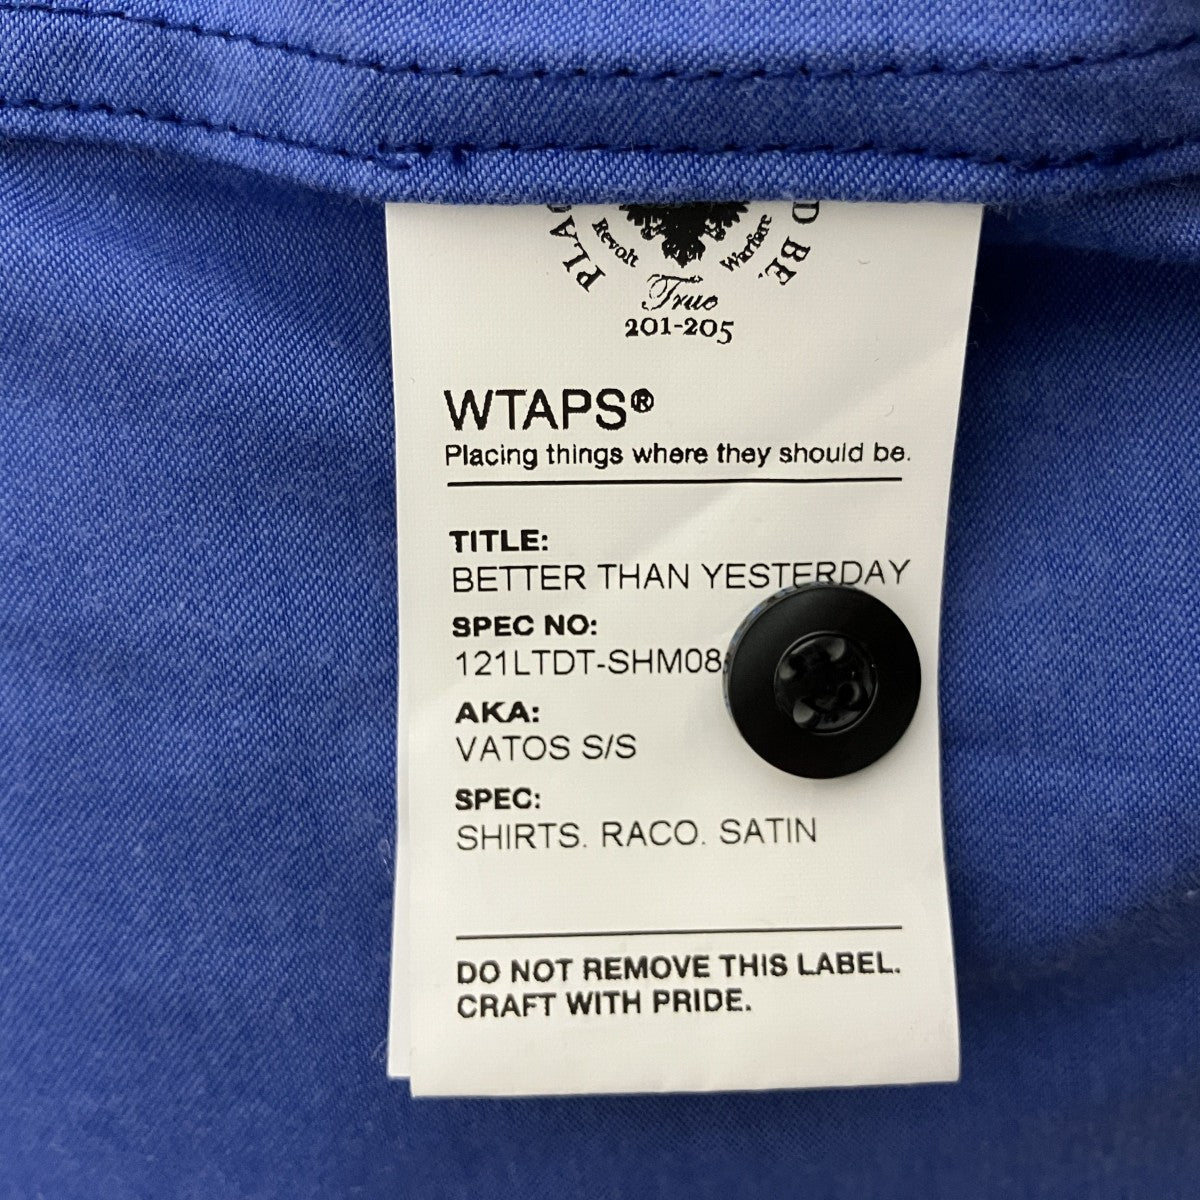 Revolt Warfare
D BE.
True
201-205
WTAPS®
Placing things where they should be.
TITLE:
BETTER THAN YESTERDAY
SPEC NO:
121LTDT-SHM08
AKA:
VATOS S/S
SPEC:
SHIRTS. RACO. SATIN
DO NOT REMOVE THIS LABEL.
CRAFT WITH PRIDE.